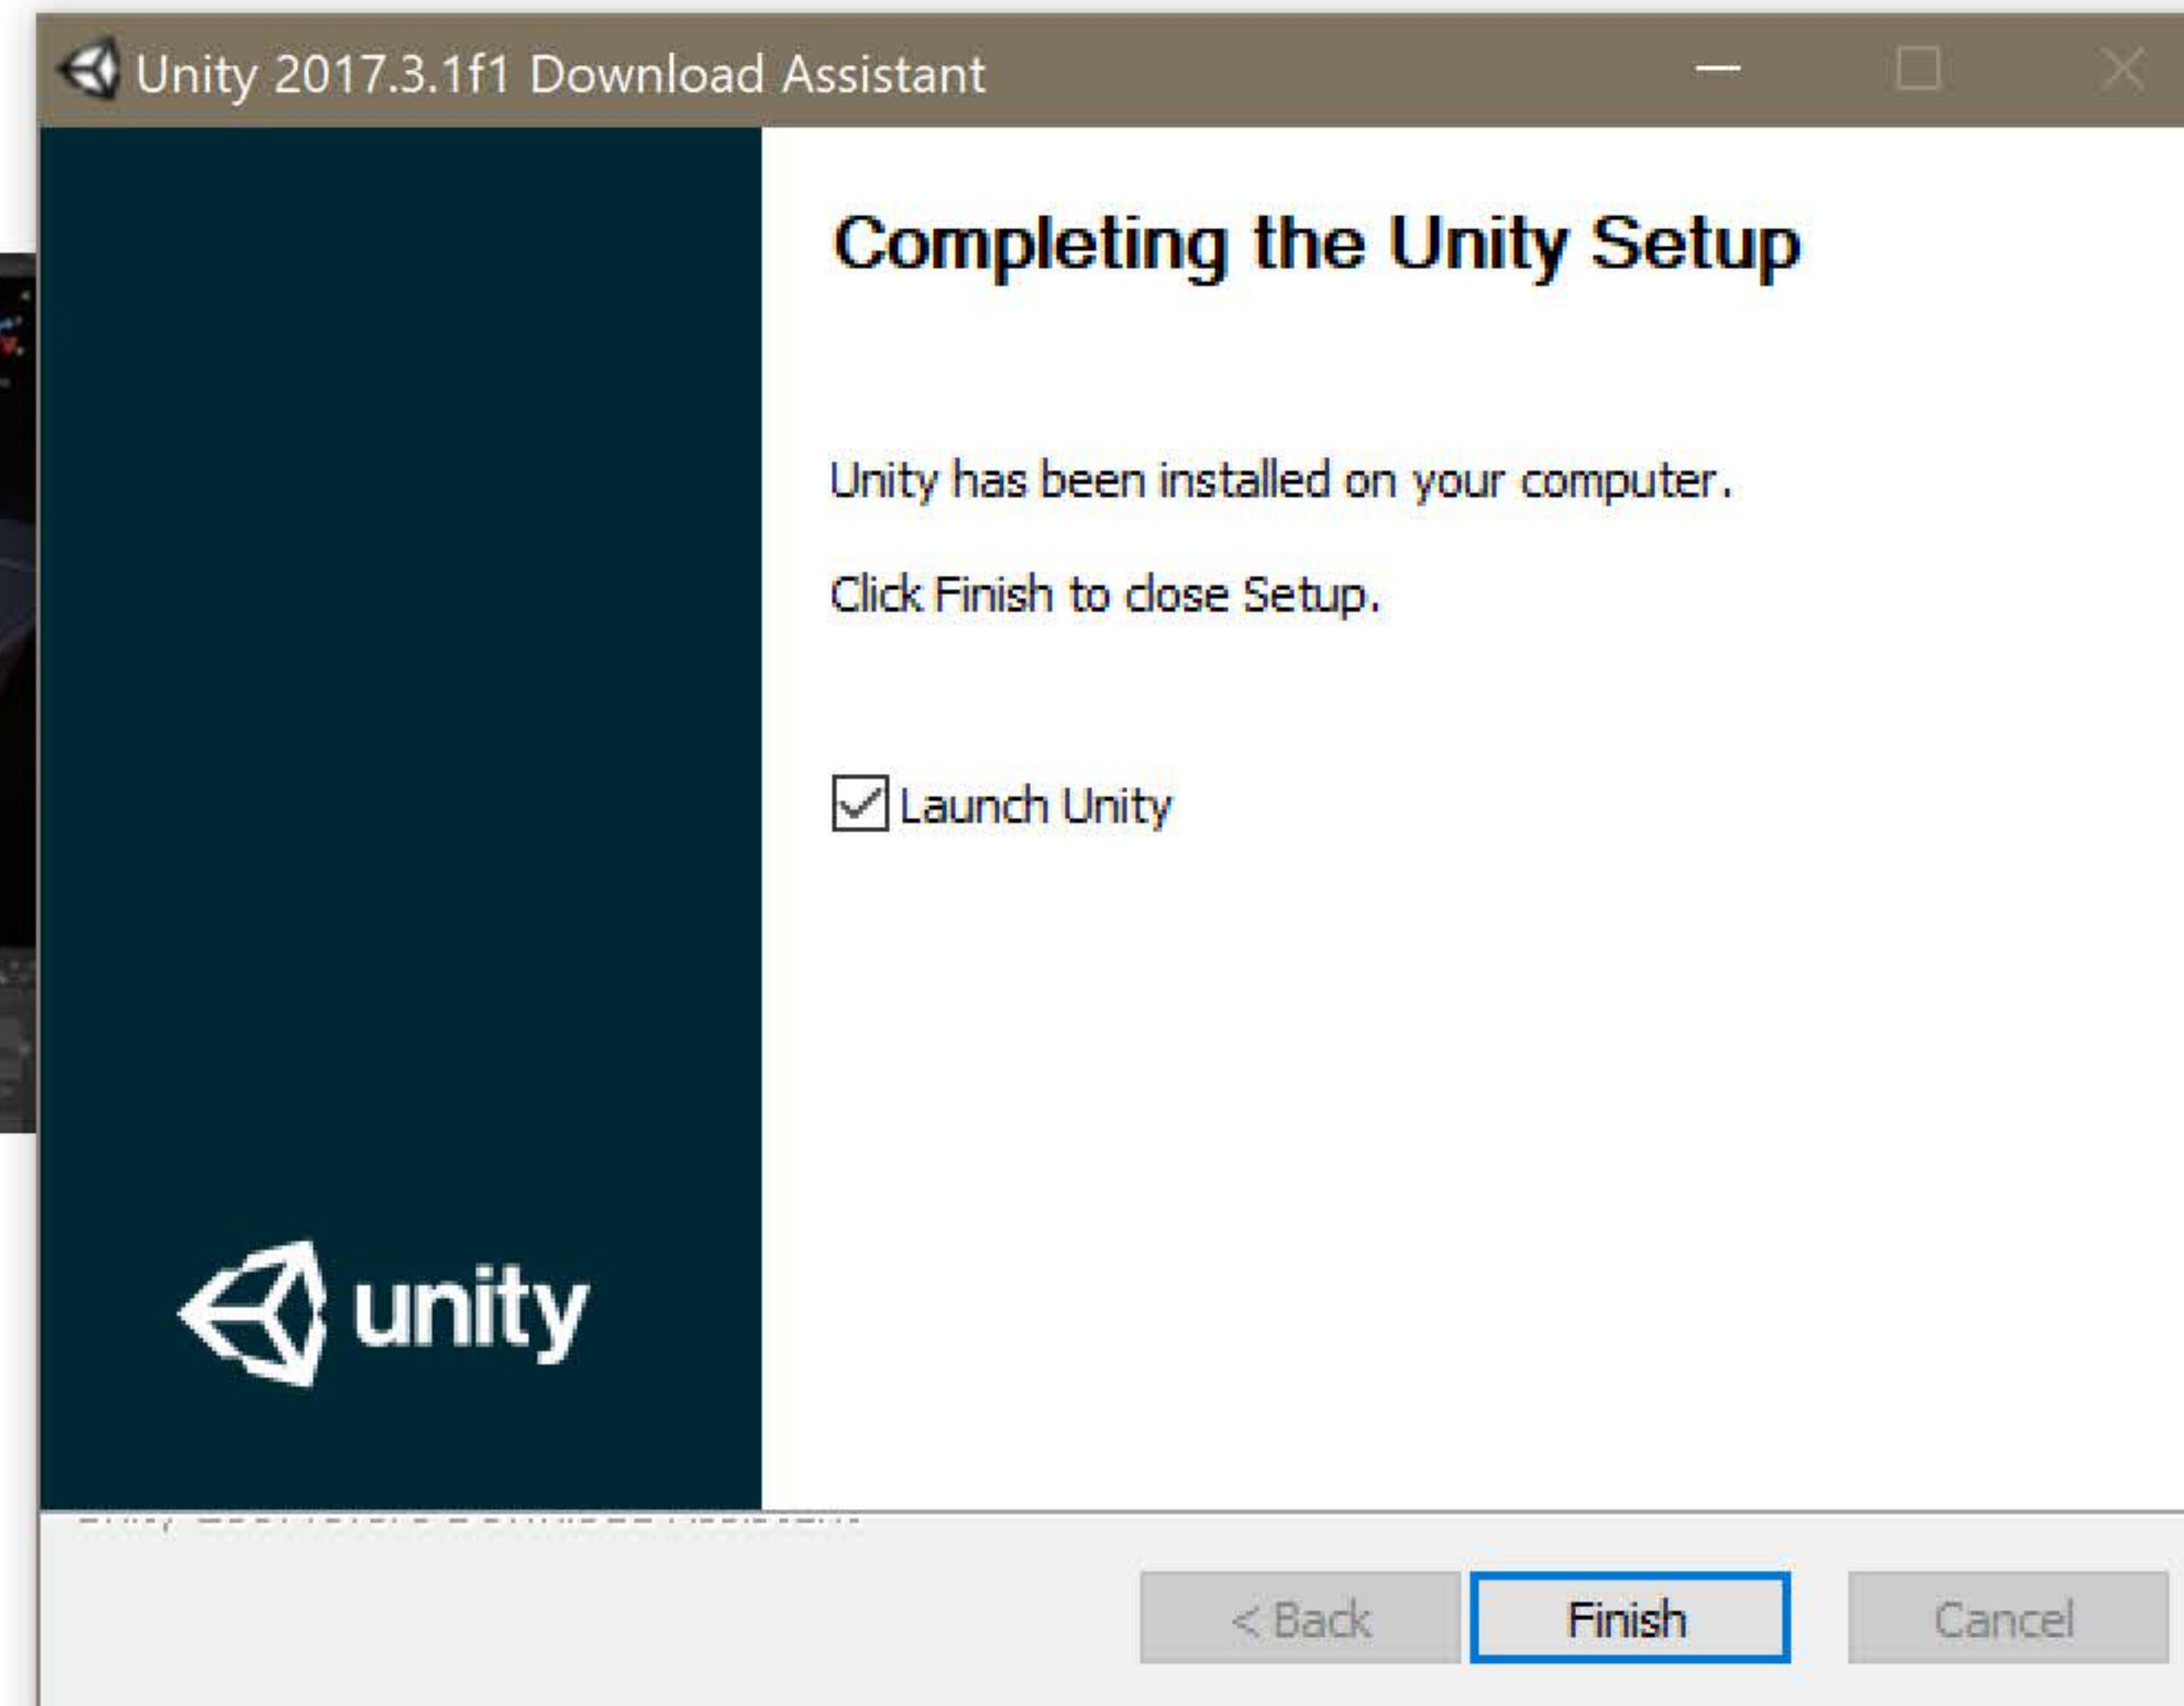 Unity 2017.3.1f1 Download Assistant
Completing the Unity Setup
Unity has been installed on your computer.
Click Finish to close Setup.
Launch Unity
unity
< Back
Finish
Cancel